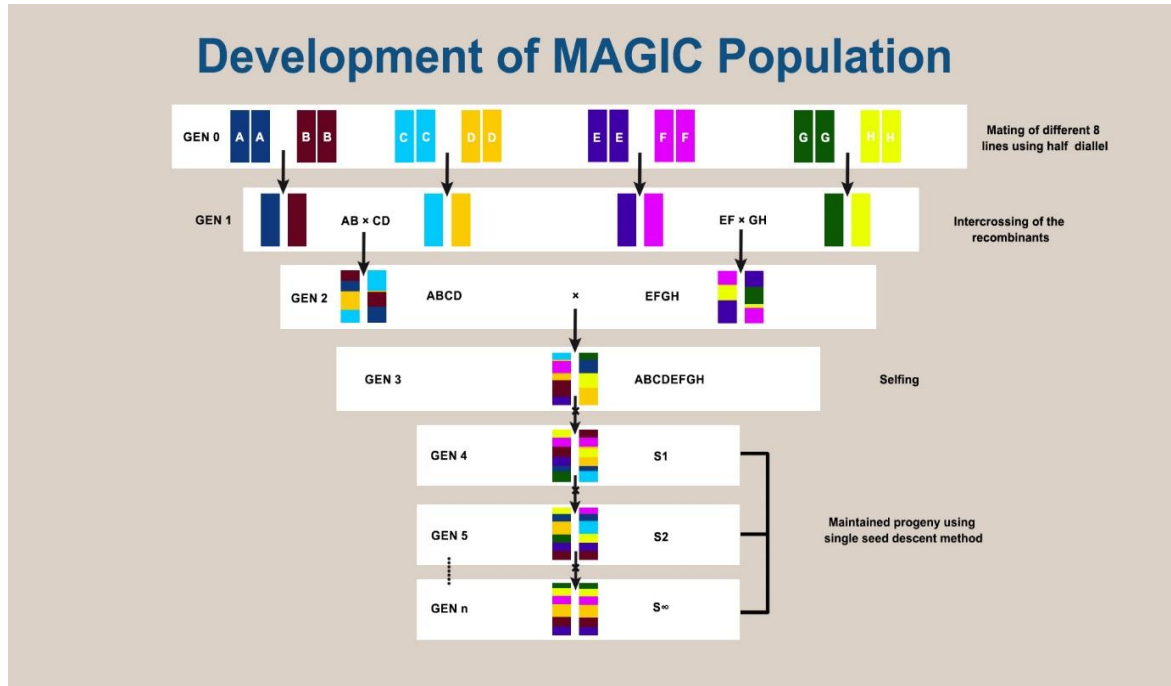 Development of MAGIC Population
GEN 0
A A B B C C D D E E F F G G H H
Mating of different 8
lines using half diallel
GEN 1
AB × CD
EF × GH
Intercrossing of the
recombinants
GEN 2
ABCD
×
EFGH
GEN 3
ABCDEFGH
Selfing
×
GEN 4
S1
×
GEN 5
S2
Maintained progeny using
single seed descent method
×
GEN n
S∞